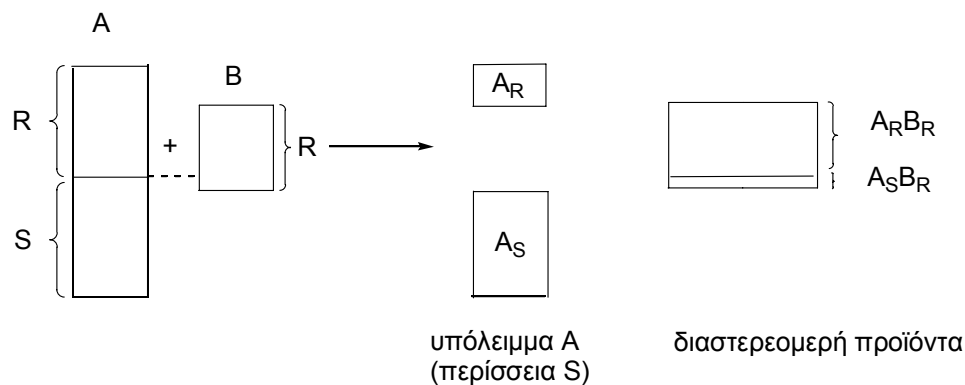 A
B
R
+
R
S
A_R
A_S
A_RB_R
A_SB_R
υπόλειμμα Α
(περίσσεια S)
διαστερεομερή προϊόντα